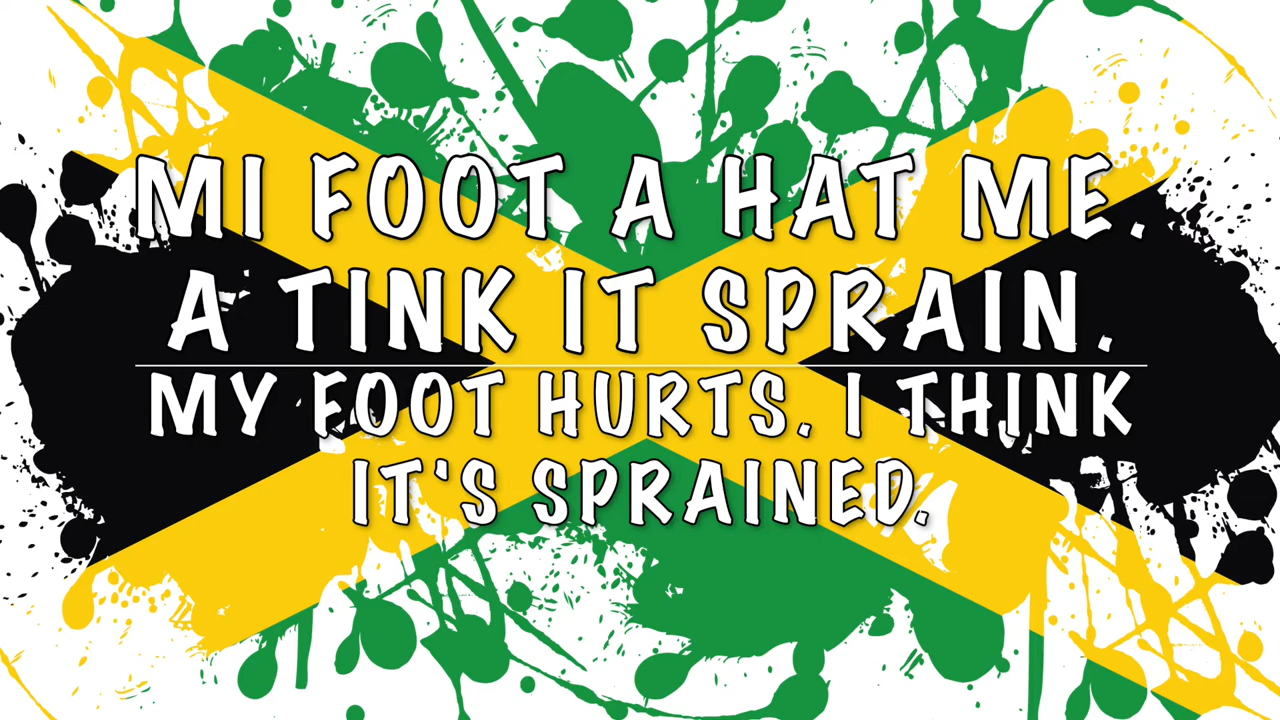 MI FOOT A HAT ME.
A TINK IT SPRAIN.
MY FOOT HURTS. I THINK
IT'S SPRAINED.